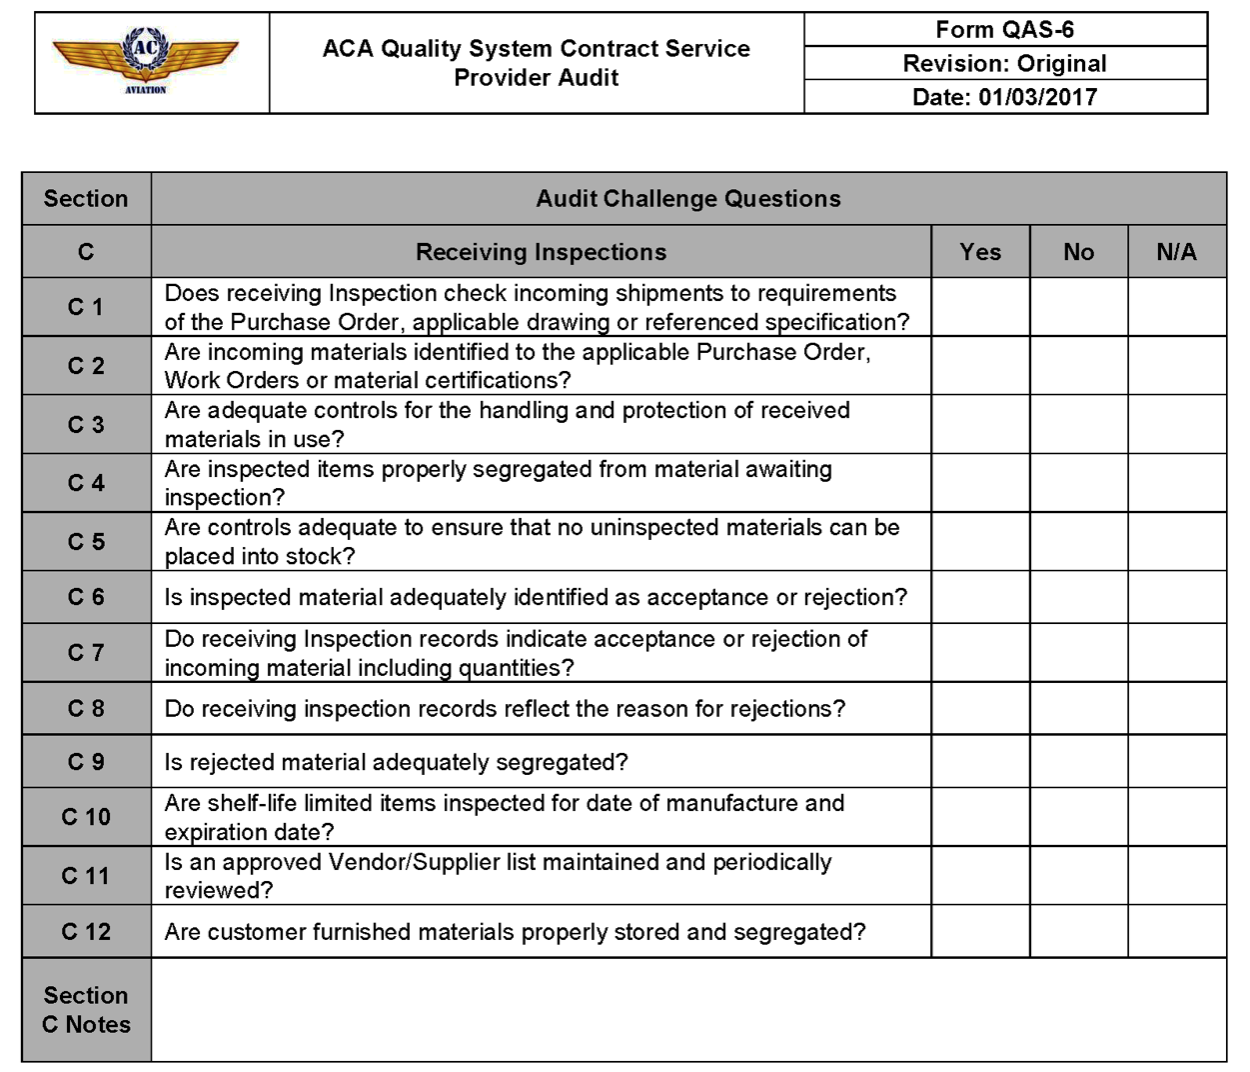 AC
AVIATION
ACA Quality System Contract Service
Provider Audit
Form QAS-6
Revision: Original
Date: 01/03/2017
Section
Audit Challenge Questions
C
Receiving Inspections
Yes
No
N/A
C 1
Does receiving Inspection check incoming shipments to requirements
of the Purchase Order, applicable drawing or referenced specification?
C 2
Are incoming materials identified to the applicable Purchase Order,
Work Orders or material certifications?
C 3
Are adequate controls for the handling and protection of received
materials in use?
C 4
Are inspected items properly segregated from material awaiting
inspection?
C 5
Are controls adequate to ensure that no uninspected materials can be
placed into stock?
C 6
Is inspected material adequately identified as acceptance or rejection?
C 7
Do receiving Inspection records indicate acceptance or rejection of
incoming material including quantities?
C 8
Do receiving inspection records reflect the reason for rejections?
C 9
Is rejected material adequately segregated?
C 10
Are shelf-life limited items inspected for date of manufacture and
expiration date?
C 11
Is an approved Vendor/Supplier list maintained and periodically
reviewed?
C 12
Are customer furnished materials properly stored and segregated?
Section
C Notes